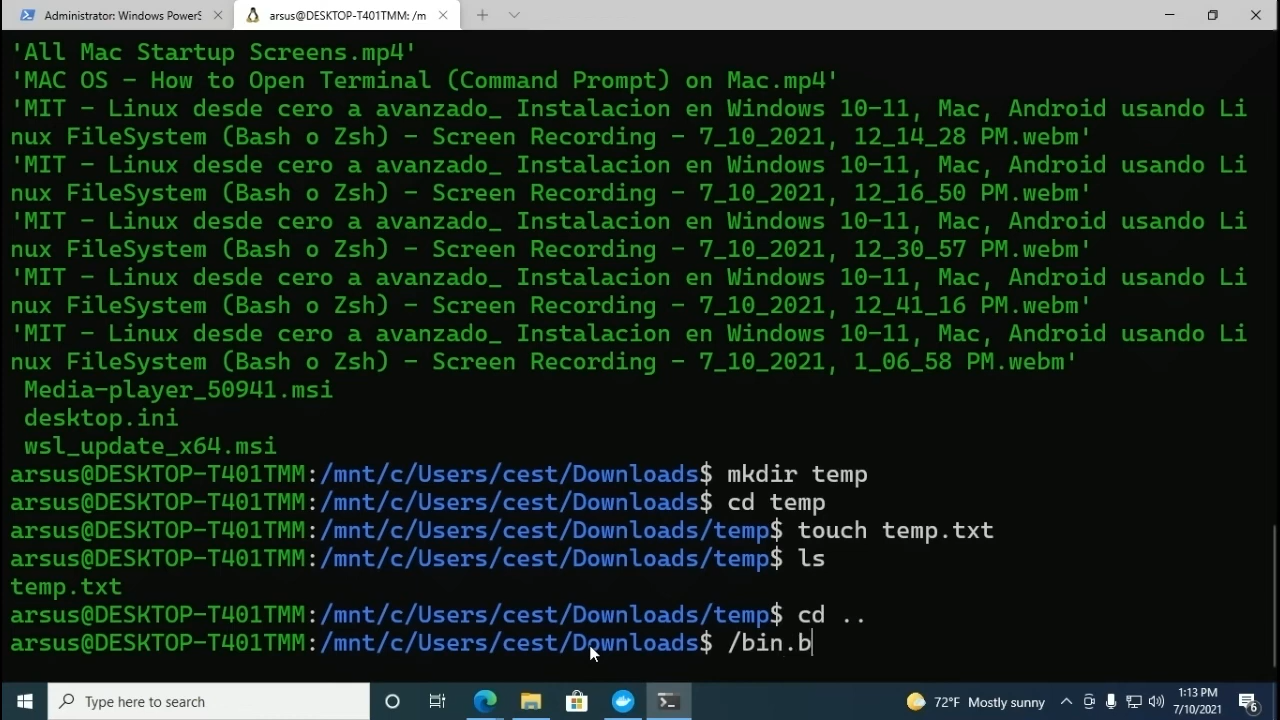 Administrator: Windows PowerS
arsus@DESKTOP-T401TMM: /m
'All Mac Startup Screens.mp4'
'MAC OS - How to Open Terminal (Command Prompt) on Mac.mp4'
'MIT - Linux desde cero a avanzado_ Instalacion en Windows 10-11, Mac, Android usando Li
nux FileSystem (Bash o Zsh) - Screen Recording - 7_10_2021, 12_14_28 PM.webm'
'MIT - Linux desde cero a avanzado_ Instalacion en Windows 10-11, Mac, Android usando Li
nux FileSystem (Bash o Zsh) - Screen Recording - 7_10_2021, 12_16_50 PM.webm'
'MIT - Linux desde cero a avanzado_ Instalacion en Windows 10-11, Mac, Android usando Li
nux FileSystem (Bash o Zsh) - Screen Recording - 7_10_2021, 12_30_57 PM.webm'
'MIT - Linux desde cero a avanzado_ Instalacion en Windows 10-11, Mac, Android usando Li
nux FileSystem (Bash o Zsh) - Screen Recording - 7_10_2021, 12_41_16 PM.webm'
'MIT - Linux desde cero a avanzado_ Instalacion en Windows 10-11, Mac, Android usando Li
nux FileSystem (Bash o Zsh) - Screen Recording - 7_10_2021, 1_06_58 PM.webm'
Media-player_50941.msi
desktop.ini
wsl_update_x64.msi
arsus@DESKTOP-T401TMM:/mnt/c/Users/cest/Downloads$ mkdir temp
arsus@DESKTOP-T401TMM:/mnt/c/Users/cest/Downloads$ cd temp
arsus@DESKTOP-T401TMM:/mnt/c/Users/cest/Downloads/temp$ touch temp.txt
arsus@DESKTOP-T401TMM:/mnt/c/Users/cest/Downloads/temp$ ls
temp.txt
arsus@DESKTOP-T401TMM:/mnt/c/Users/cest/Downloads/temp$ cd ..
arsus@DESKTOP-T401TMM:/mnt/c/Users/cest/Downloads$ /bin.b
Type here to search
72°F Mostly sunny
1:13 PM
7/10/2021
6